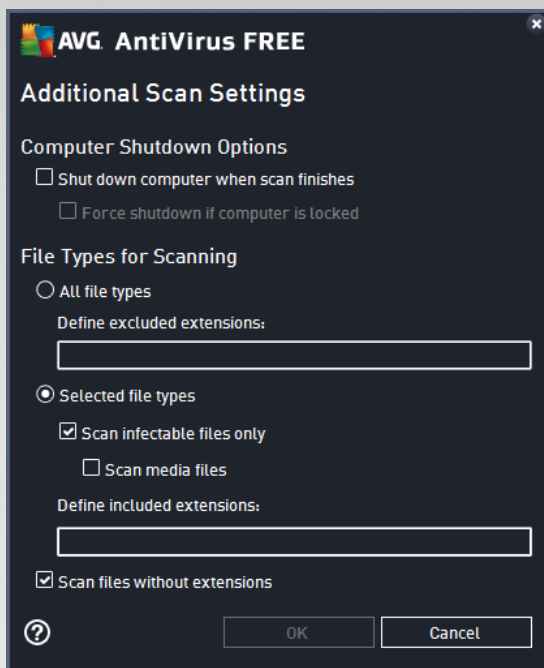 AVG. AntiVirus FREE
Additional Scan Settings
Computer Shutdown Options
Shut down computer when scan finishes
Force shutdown if computer is locked
File Types for Scanning
All file types
Define excluded extensions:
Selected file types
Scan infectable files only
Scan media files
Define included extensions:
Scan files without extensions
? OK Cancel